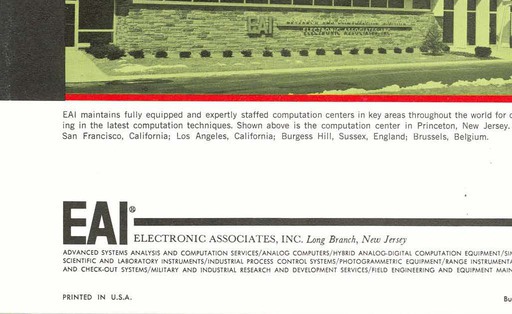 EAI
ELECTRONIC ASSOCIATES, INC.
EAI maintains fully equipped and expertly staffed computation centers in key areas throughout the world for
ing in the latest computation techniques. Shown above is the computation center in Princeton, New Jersey.
San Francisco, California; Los Angeles, California; Burgess Hill, Sussex, England; Brussels, Belgium.
EAI®
ELECTRONIC ASSOCIATES, INC. Long Branch, New Jersey
ADVANCED SYSTEMS ANALYSIS AND COMPUTATION SERVICES/ANALOG COMPUTERS/HYBRID ANALOG-DIGITAL COMPUTATION EQUIPMENT/SI
SCIENTIFIC AND LABORATORY INSTRUMENTS/INDUSTRIAL PROCESS CONTROL SYSTEMS/PHOTOGRAMMETRIC EQUIPMENT/RANGE INSTRUMENTA
AND CHECK-OUT SYSTEMS/MILITARY AND INDUSTRIAL RESEARCH AND DEVELOPMENT SERVICES/FIELD ENGINEERING AND EQUIPMENT MAIN
PRINTED IN U.S.A.
Bu